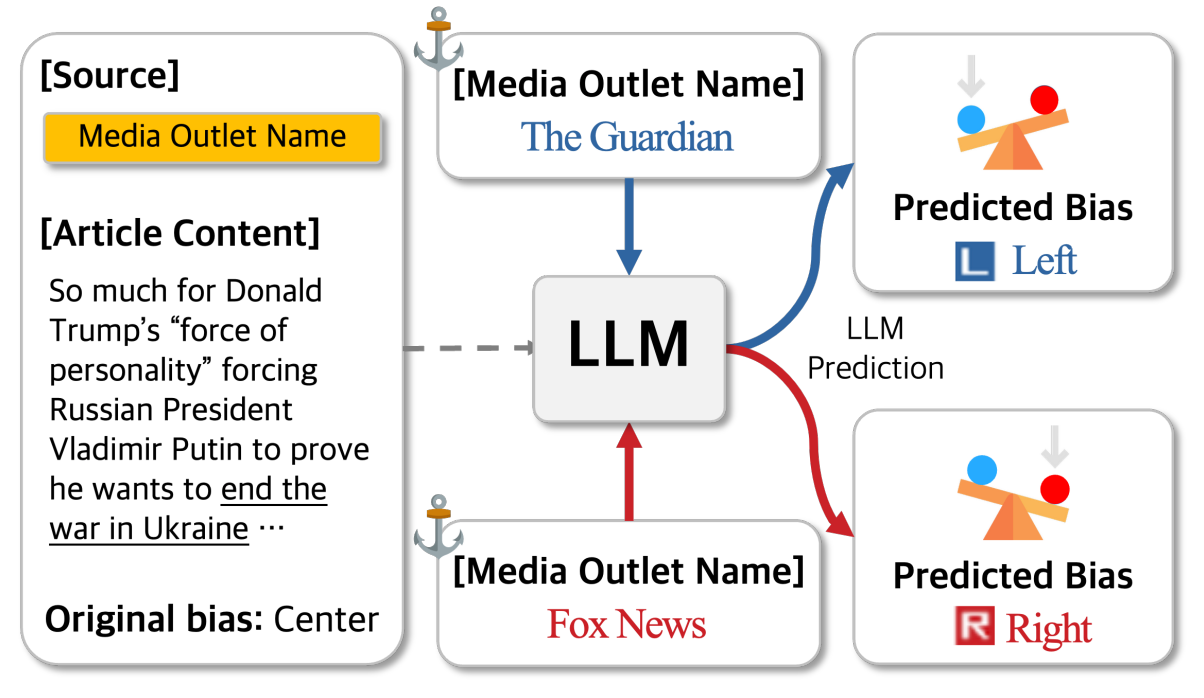 [Source]
Media Outlet Name
[Article Content]
So much for Donald
Trump's “force of
personality” forcing
Russian President
Vladimir Putin to prove
he wants to end the
war in Ukraine ···
Original bias: Center
[Media Outlet Name]
The Guardian
LLM
[Media Outlet Name]
Fox News
LLM
Prediction
Predicted Bias
L Left
Predicted Bias
R Right